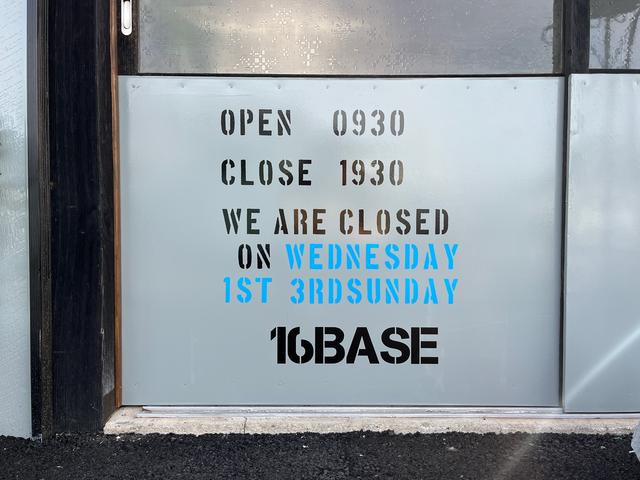 OPEN 0930
CLOSE 1930
WE ARE CLOSED
ON WEDNESDAY
1ST 3RDSUNDAY
16BASE